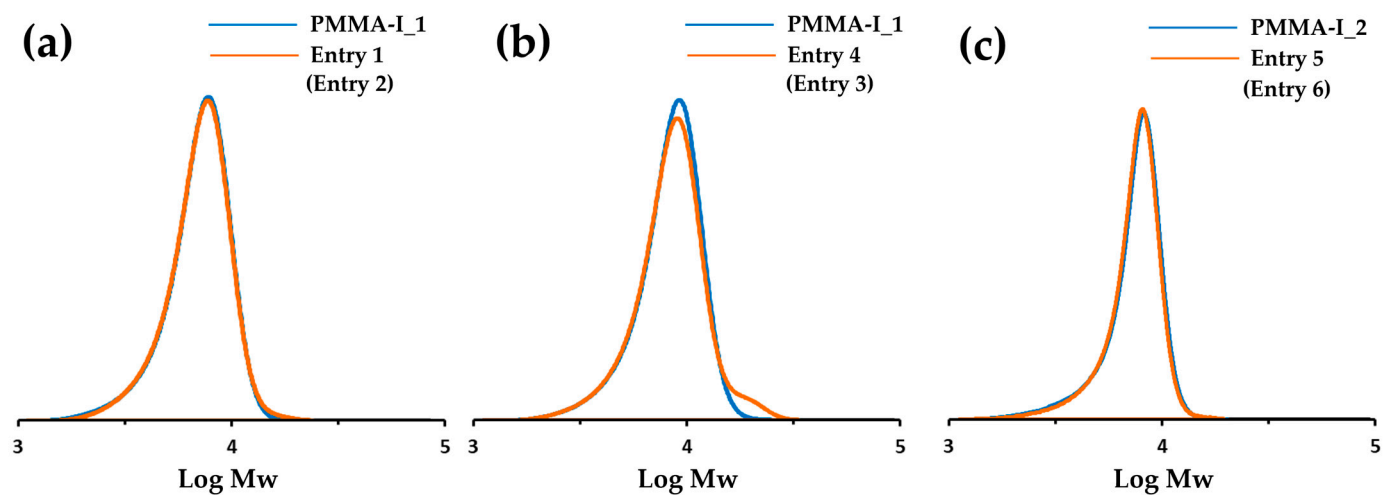 (a)
PMMA-I_1
Entry 1
(Entry 2)
3
4
5
Log Mw
(b)
PMMA-I_1
Entry 4
(Entry 3)
3
4
5
Log Mw
(c)
PMMA-I_2
Entry 5
(Entry 6)
3
4
5
Log Mw